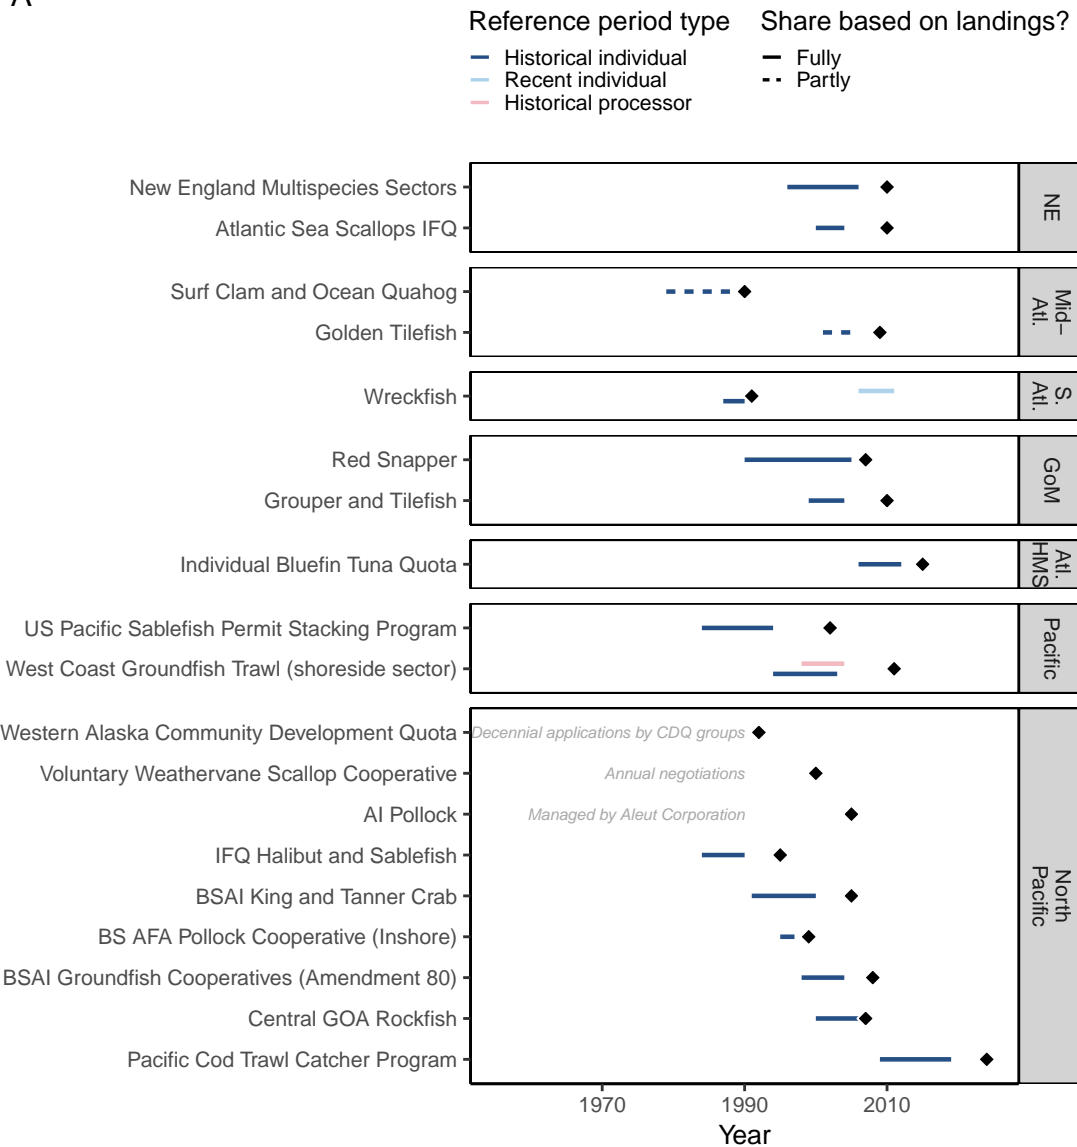 A
Reference period type
Historical individual
Recent individual
Historical processor
Share based on landings?
Fully
Partly
New England Multispecies Sectors
Atlantic Sea Scallops IFQ
NE
Surf Clam and Ocean Quahog
Golden Tilefish
Mid–
Atl.
Wreckfish
S.
Atl.
Red Snapper
Grouper and Tilefish
GoM
Individual Bluefin Tuna Quota
Atl.
HMS
US Pacific Sablefish Permit Stacking Program
West Coast Groundfish Trawl (shoreside sector)
Pacific
Western Alaska Community Development Quota
Decennial applications by CDQ groups
Voluntary Weathervane Scallop Cooperative
Annual negotiations
AI Pollock
Managed by Aleut Corporation
IFQ Halibut and Sablefish
BSAI King and Tanner Crab
BS AFA Pollock Cooperative (Inshore)
BSAI Groundfish Cooperatives (Amendment 80)
Central GOA Rockfish
Pacific Cod Trawl Catcher Program
North
Pacific
1970
1990
2010
Year